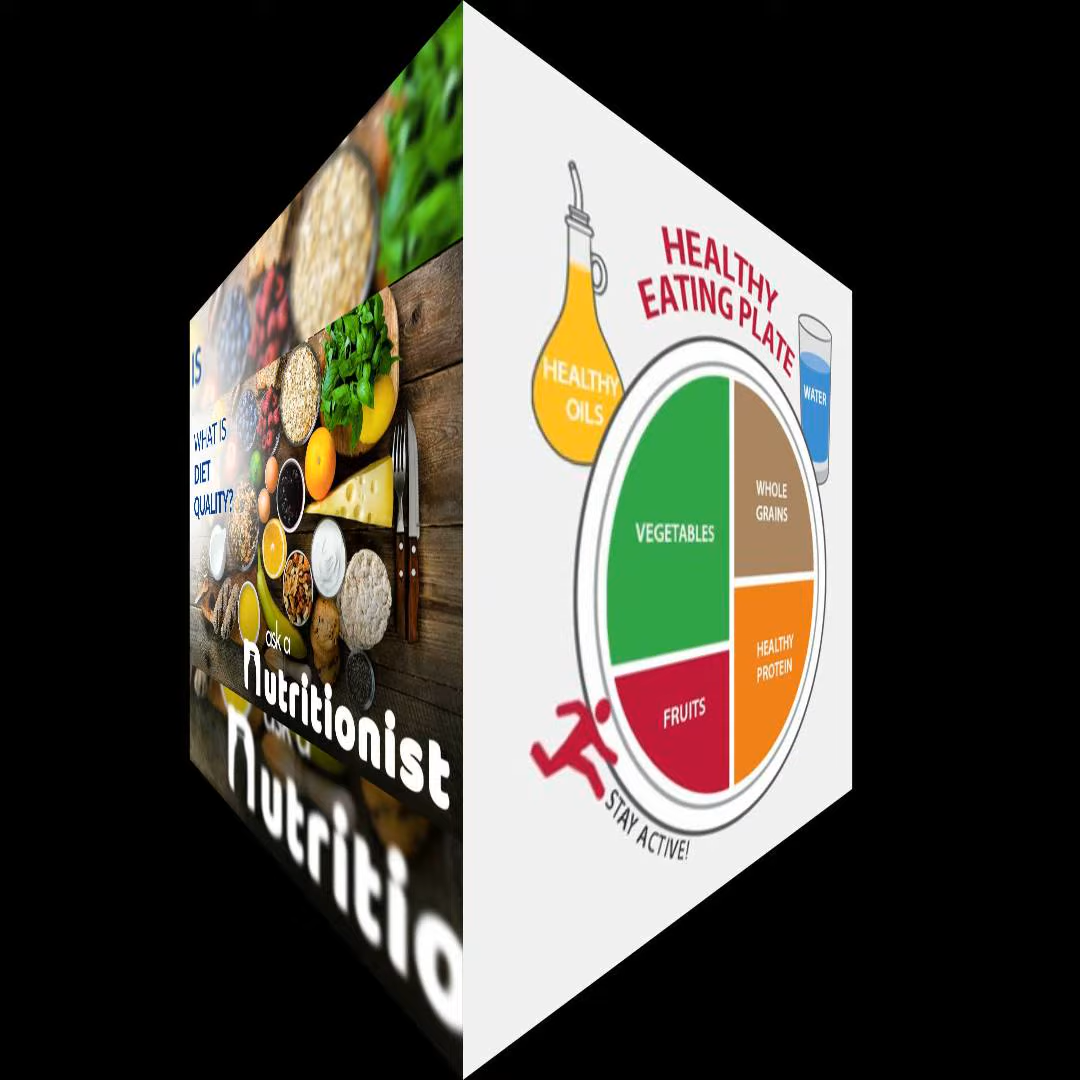 IS
WHAT IS
DIET
QUALITY?
ask a
nutritionist
nutritio
HEALTHY
EATING PLATE
HEALTHY
OILS
WATER
VEGETABLES
WHOLE
GRAINS
HEALTHY
PROTEIN
FRUITS
STAY ACTIVE!